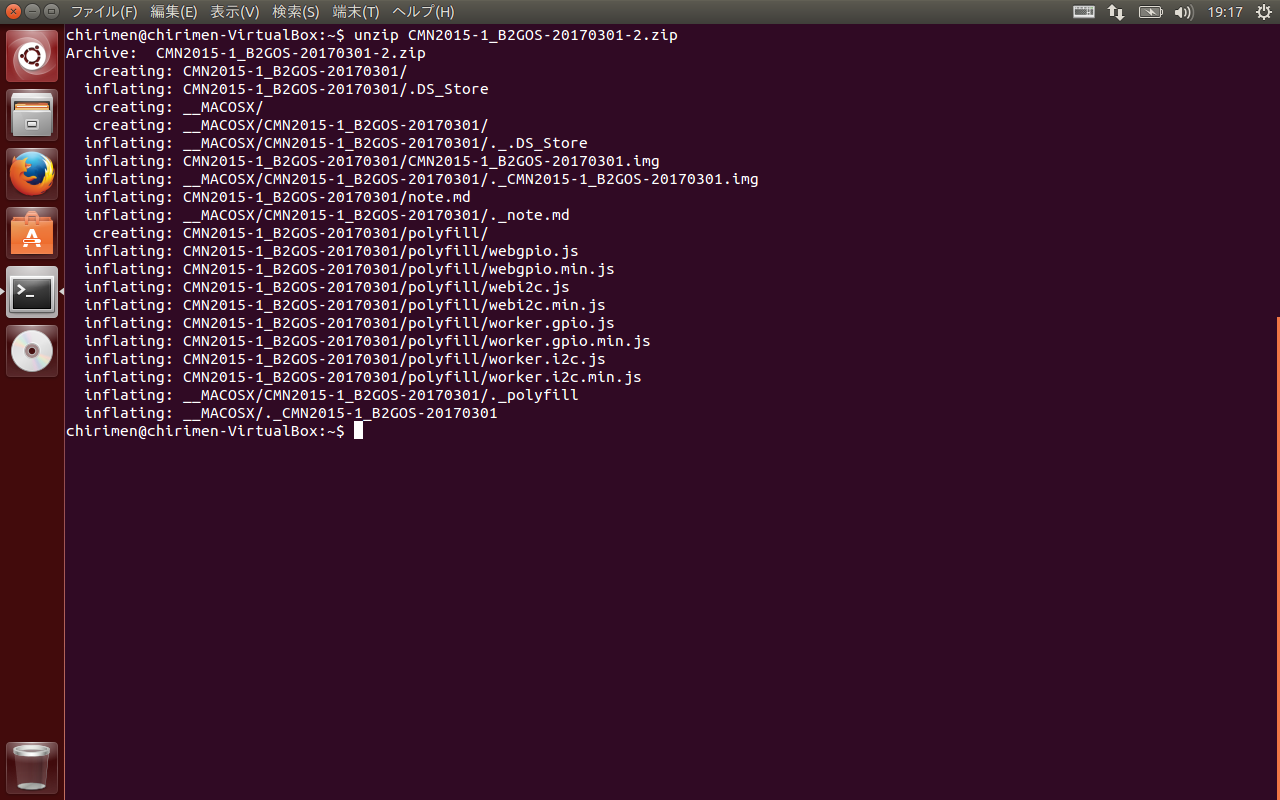 ファイル(F) 編集(E) 表示(V) 検索(S) 端末(T) ヘルプ(H) 19:17
chirimen@chirimen-VirtualBox:~$ unzip CMN2015-1_B2GOS-20170301-2.zip
Archive:  CMN2015-1_B2GOS-20170301-2.zip
   creating: CMN2015-1_B2GOS-20170301/
  inflating: CMN2015-1_B2GOS-20170301/.DS_Store
   creating: __MACOSX/
   creating: __MACOSX/CMN2015-1_B2GOS-20170301/
  inflating: __MACOSX/CMN2015-1_B2GOS-20170301/._.DS_Store
  inflating: CMN2015-1_B2GOS-20170301/CMN2015-1_B2GOS-20170301.img
  inflating: __MACOSX/CMN2015-1_B2GOS-20170301/._CMN2015-1_B2GOS-20170301.img
  inflating: CMN2015-1_B2GOS-20170301/note.md
  inflating: __MACOSX/CMN2015-1_B2GOS-20170301/._note.md
   creating: CMN2015-1_B2GOS-20170301/polyfill/
  inflating: CMN2015-1_B2GOS-20170301/polyfill/webgpio.js
  inflating: CMN2015-1_B2GOS-20170301/polyfill/webgpio.min.js
  inflating: CMN2015-1_B2GOS-20170301/polyfill/webi2c.js
  inflating: CMN2015-1_B2GOS-20170301/polyfill/webi2c.min.js
  inflating: CMN2015-1_B2GOS-20170301/polyfill/worker.gpio.js
  inflating: CMN2015-1_B2GOS-20170301/polyfill/worker.gpio.min.js
  inflating: CMN2015-1_B2GOS-20170301/polyfill/worker.i2c.js
  inflating: CMN2015-1_B2GOS-20170301/polyfill/worker.i2c.min.js
  inflating: __MACOSX/CMN2015-1_B2GOS-20170301/._polyfill
  inflating: __MACOSX/._CMN2015-1_B2GOS-20170301
chirimen@chirimen-VirtualBox:~$